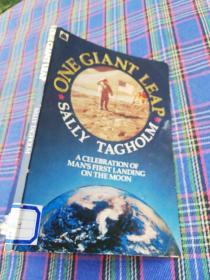 ONE GIANT LEAP
SALLY TAGHOLM
A CELEBRATION OF
MAN'S FIRST LANDING
ON THE MOON